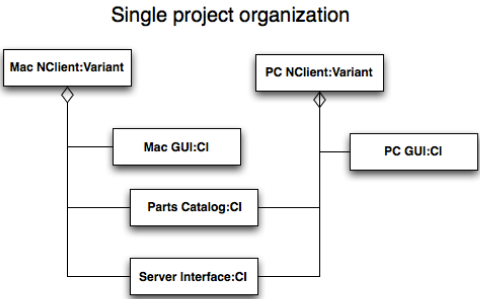 Single project organization
Mac NClient:Variant
PC NClient:Variant
Mac GUI:CI
PC GUI:CI
Parts Catalog:CI
Server Interface:CI